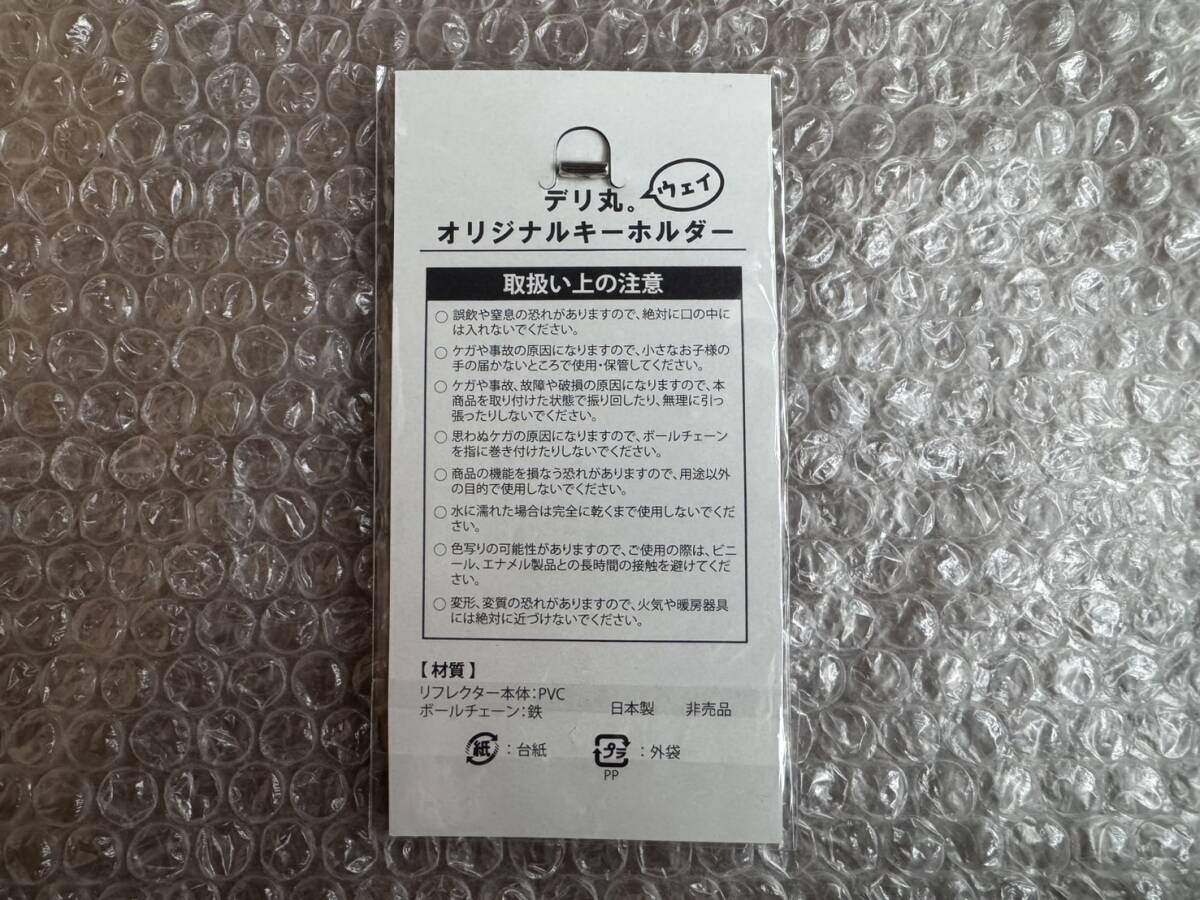 デリ丸。
ウェイ
オリジナルキーホルダー
取扱い上の注意
○ 誤飲や窒息の恐れがありますので、絶対に口の中に
は入れないでください。
○ ケガや事故の原因になりますので、小さなお子様の
手の届かないところで使用・保管してください。
○ ケガや事故、故障や破損の原因になりますので、本
商品を取り付けた状態で振り回したり、無理に引っ
張ったりしないでください。
○ 思わぬケガの原因になりますので、ボールチェーン
を指に巻き付けたりしないでください。
○ 商品の機能を損なう恐れがありますので、用途以外
の目的で使用しないでください。
○ 水に濡れた場合は完全に乾くまで使用しないでくだ
さい。
○ 色写りの可能性がありますので、ご使用の際は、ビニ
ール、エナメル製品との長時間の接触を避けてくだ
さい。
○ 変形、変質の恐れがありますので、火気や暖房器具
には絶対に近づけないでください。
【材質】
リフレクター本体：PVC
ボールチェーン：鉄 日本製 非売品
紙：台紙 プラ：外袋
PP